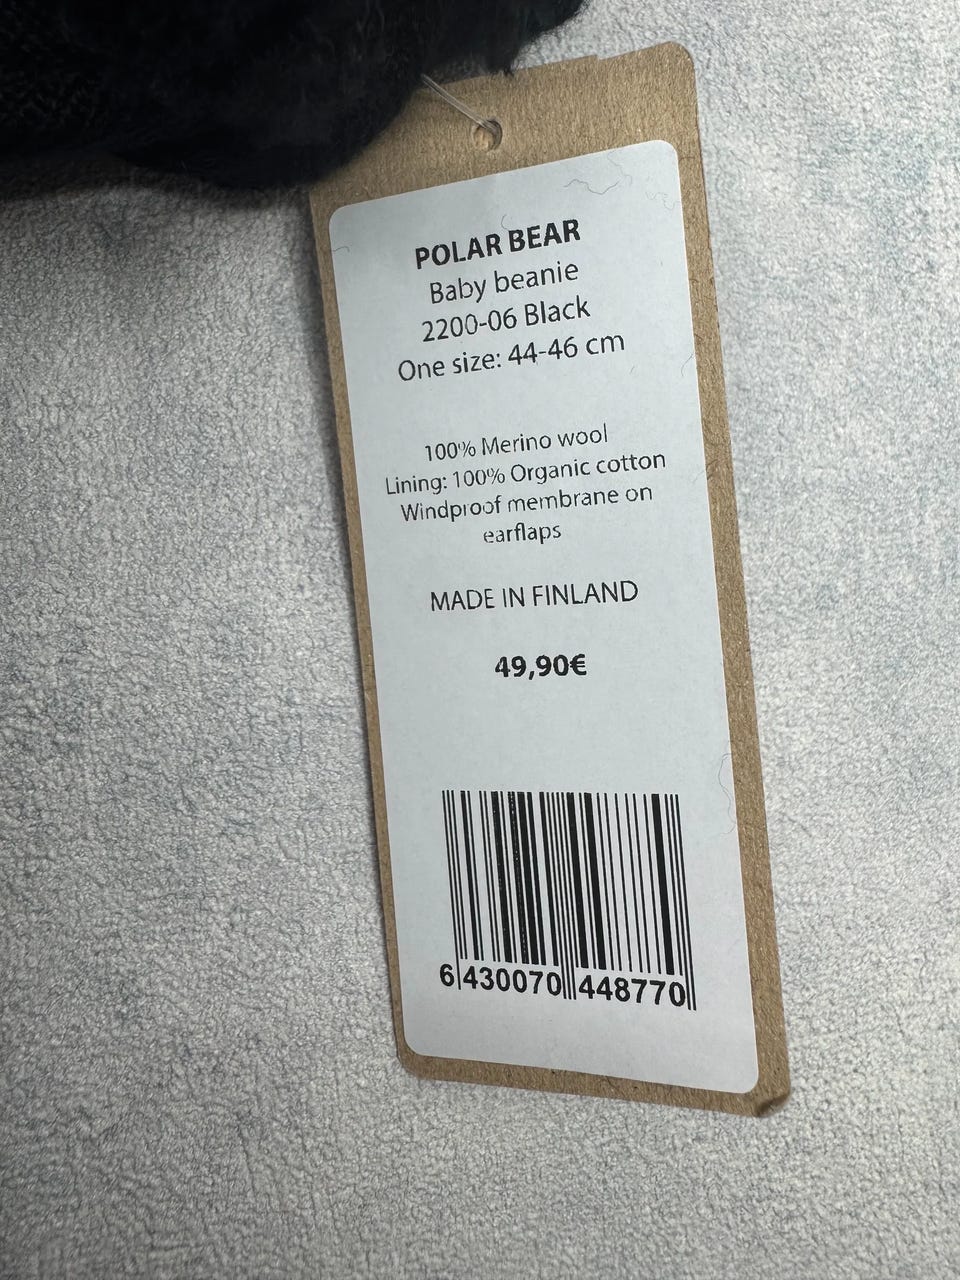 POLAR BEAR
Baby beanie
2200-06 Black
One size: 44-46 cm
100% Merino wool
Lining: 100% Organic cotton
Windproof membrane on
earflaps
MADE IN FINLAND
49,90€
6 430070 448770